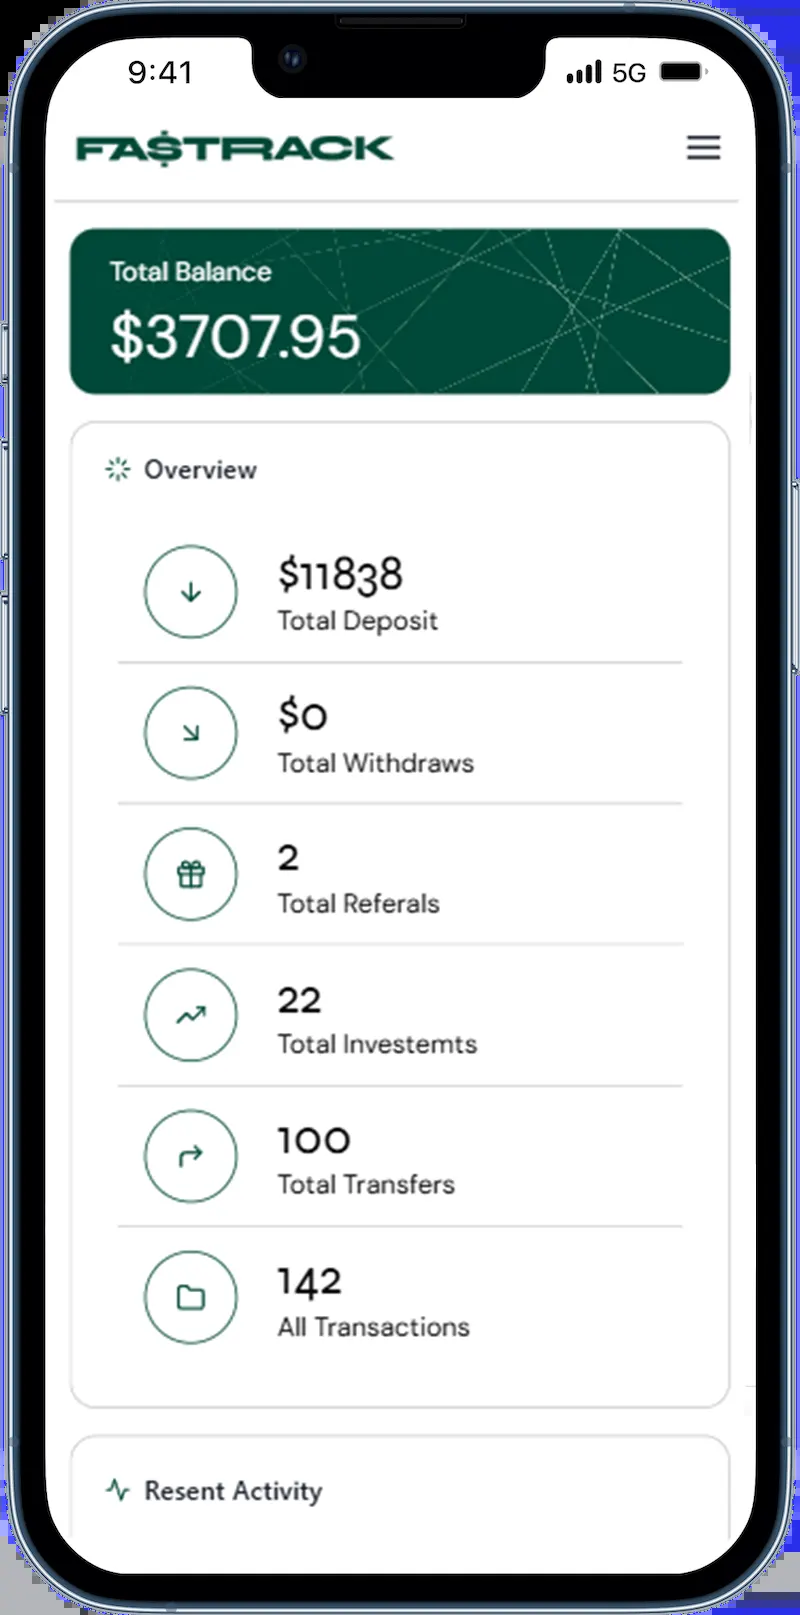 9:41 5G
FA$TRACK
Total Balance
$3707.95
Overview
$11838
Total Deposit
$0
Total Withdraws
2
Total Referals
22
Total Investemts
100
Total Transfers
142
All Transactions
Resent Activity